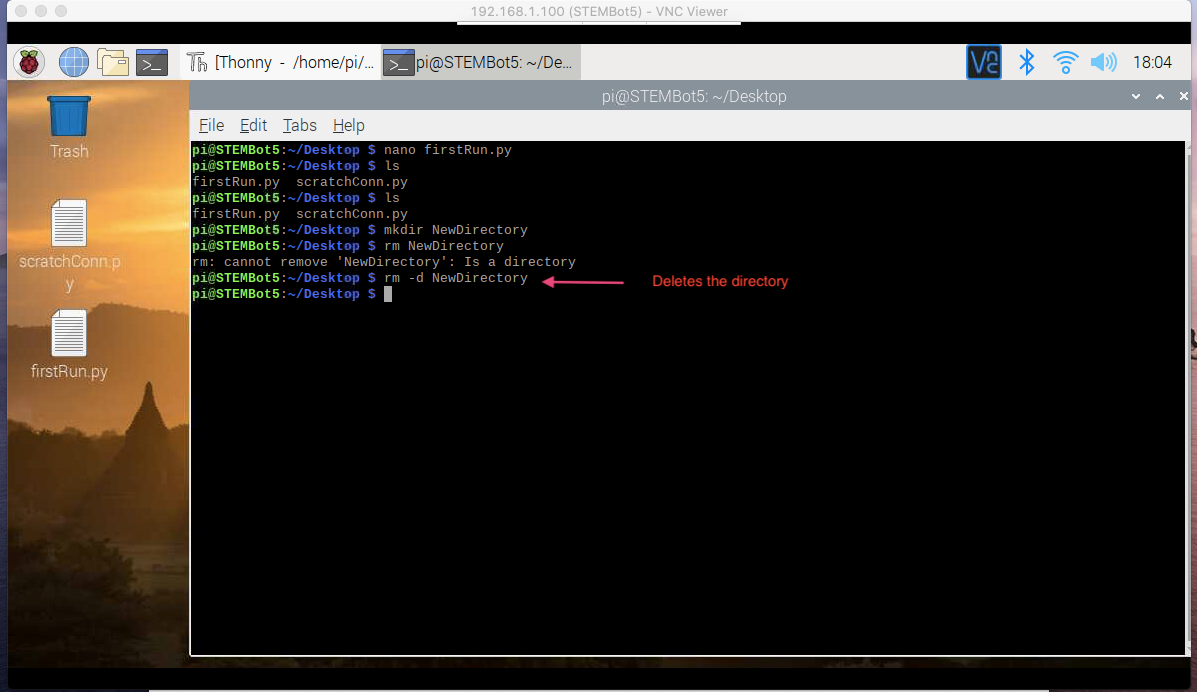 192.168.1.100 (STEMBot5) - VNC Viewer
[Thonny - /home/pi/...
pi@STEMBot5: ~/De...
18:04
pi@STEMBot5: ~/Desktop
File Edit Tabs Help
Trash
scratchConn.p
y
firstRun.py
pi@STEMBot5:~/Desktop $ nano firstRun.py
pi@STEMBot5:~/Desktop $ ls
firstRun.py  scratchConn.py
pi@STEMBot5:~/Desktop $ ls
firstRun.py  scratchConn.py
pi@STEMBot5:~/Desktop $ mkdir NewDirectory
pi@STEMBot5:~/Desktop $ rm NewDirectory
rm: cannot remove 'NewDirectory': Is a directory
pi@STEMBot5:~/Desktop $ rm -d NewDirectory
Deletes the directory
pi@STEMBot5:~/Desktop $